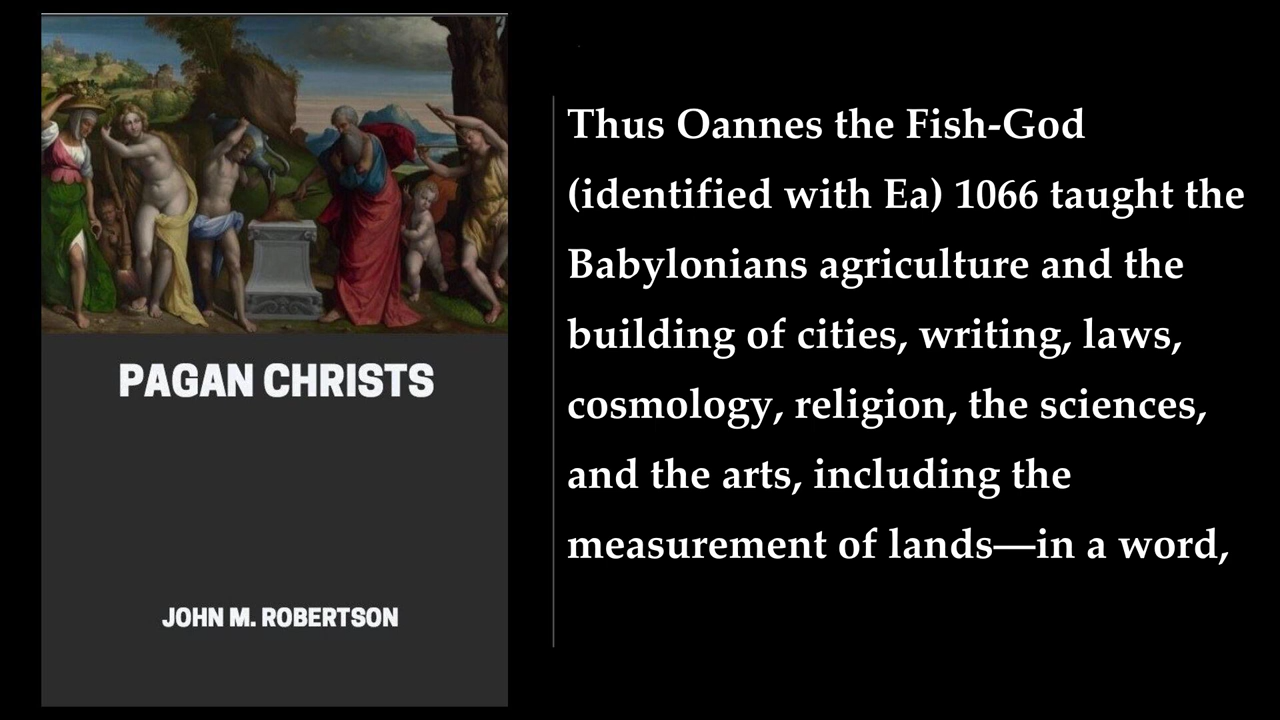 PAGAN CHRISTS
JOHN M. ROBERTSON
Thus Oannes the Fish-God
(identified with Ea) 1066 taught the
Babylonians agriculture and the
building of cities, writing, laws,
cosmology, religion, the sciences,
and the arts, including the
measurement of lands—in a word,